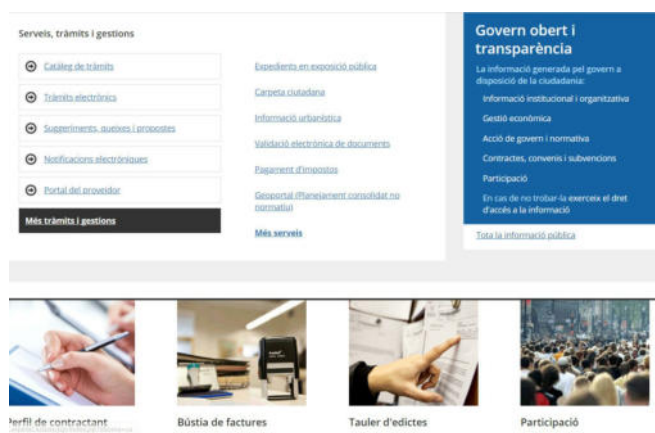 Serveis, tràmits i gestions
Catàleg de tràmits
Tràmits electrònics
Suggeriments, queixes i propostes
Notificacions electròniques
Portal del proveïdor
Més tràmits i gestions
Expedients en exposició pública
Carpeta ciutadana
Informació urbanística
Validació electrònica de documents
Pagament d'impostos
Geoportal (Planejament consolidat no
normatiu)
Més serveis
Govern obert i
transparència
La informació generada pel govern a
disposició de la ciudadania:
Informació institucional i organitzativa
Gestió econòmica
Acció de govern i normativa
Contractes, convenis i subvencions
Participació
En cas de no trobar-la exerceix el dret
d'accés a la informació
Tota la informació pública
Perfil de contractant
Bústia de factures
Tauler d'edictes
Participació